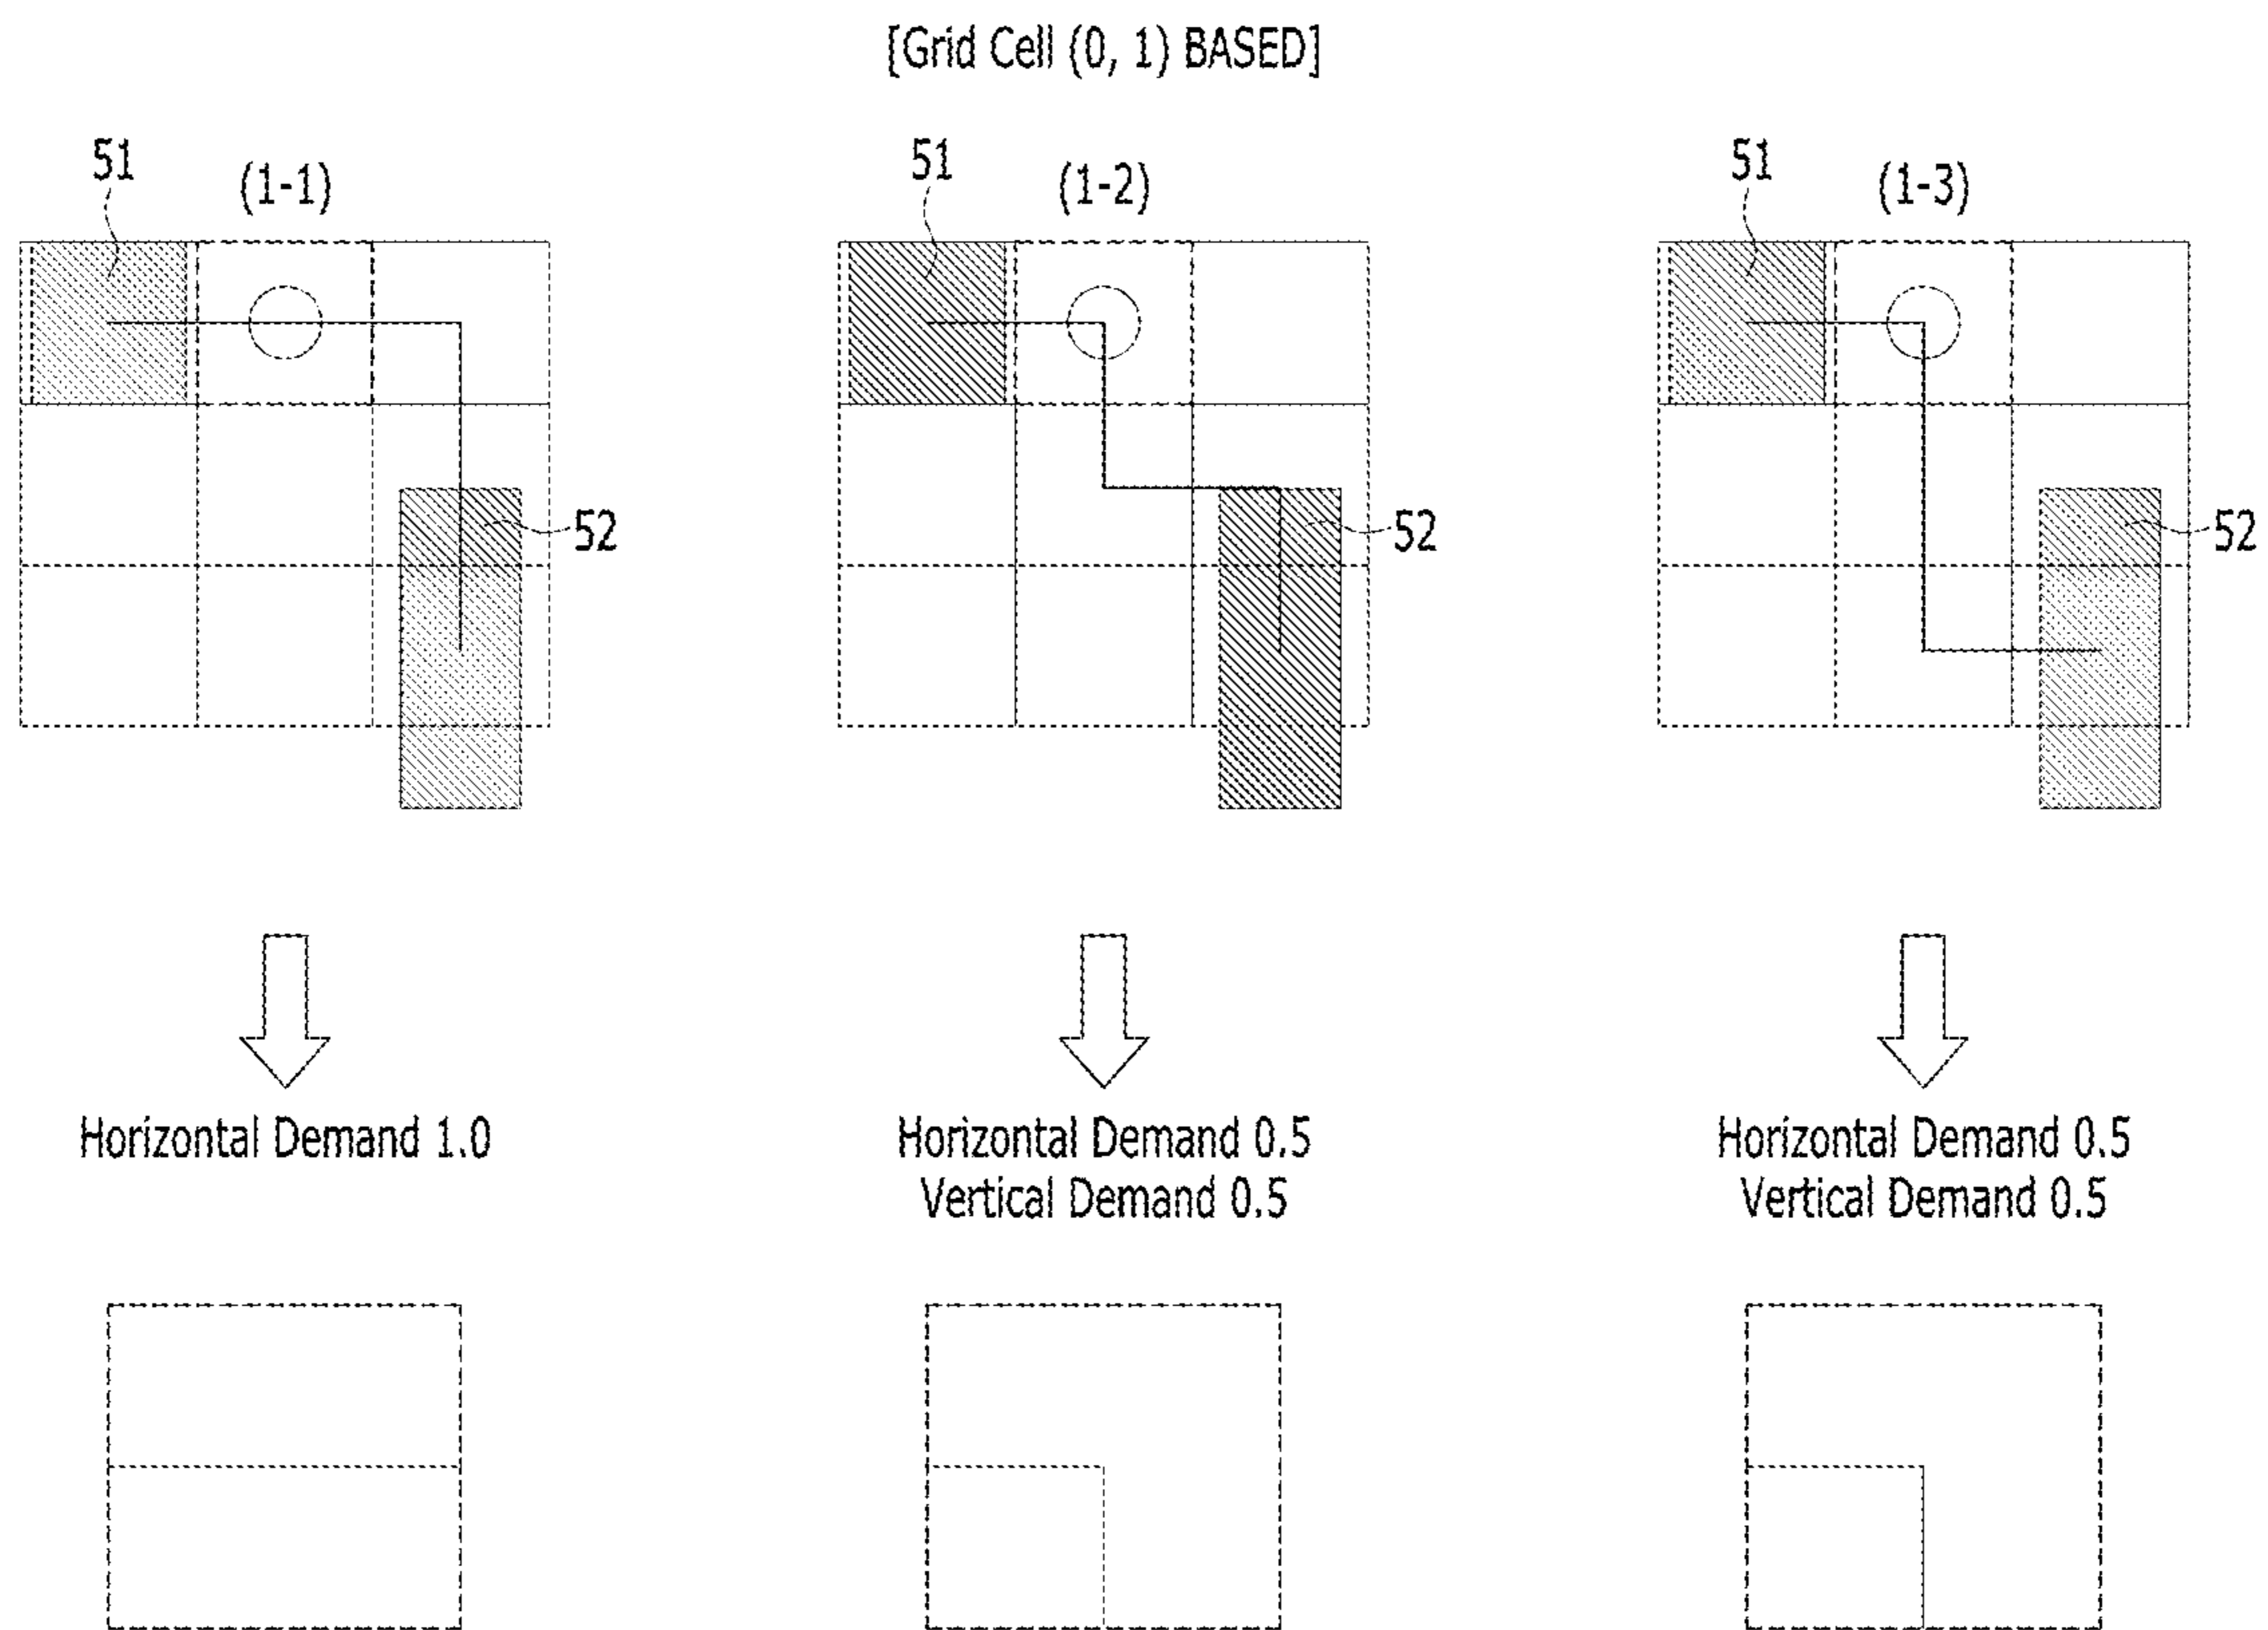 [Grid Cell (0, 1) BASED]
51
(1-1)
51
(1-2)
51
(1-3)
52
52
52
Horizontal Demand 1.0
Horizontal Demand 0.5
Vertical Demand 0.5
Horizontal Demand 0.5
Vertical Demand 0.5